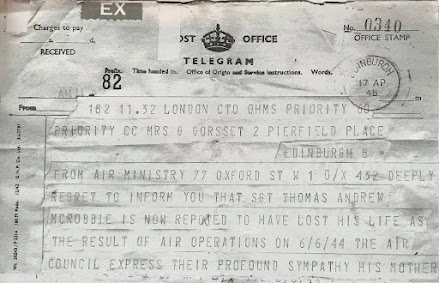 EX
Charges to pay
s. d.
RECEIVED
POST OFFICE
TELEGRAM
No. 0340
OFFICE STAMP
Prefix. Time handed in. Office of Origin and Service Instructions. Words.
82
EDINBURGH
17 AP
45
From
162 11.32 LONDON CTO OHMS PRIORITY 60
PRIORITY CC MRS G GORSSET 2 PIERFIELD PLACE
EDINBURGH 8
FROM AIR MINISTRY 77 OXFORD ST W 1 O/X 432 DEEPLY
REGRET TO INFORM YOU THAT SGT THOMAS ANDREW
MCROBBIE IS NOW REPOTED TO HAVE LOST HIS LIFE AS
THE RESULT OF AIR OPERATIONS ON 6/6/44 THE AIR
COUNCIL EXPRESS THEIR PROFOUND SYMPATHY HIS MOTHER